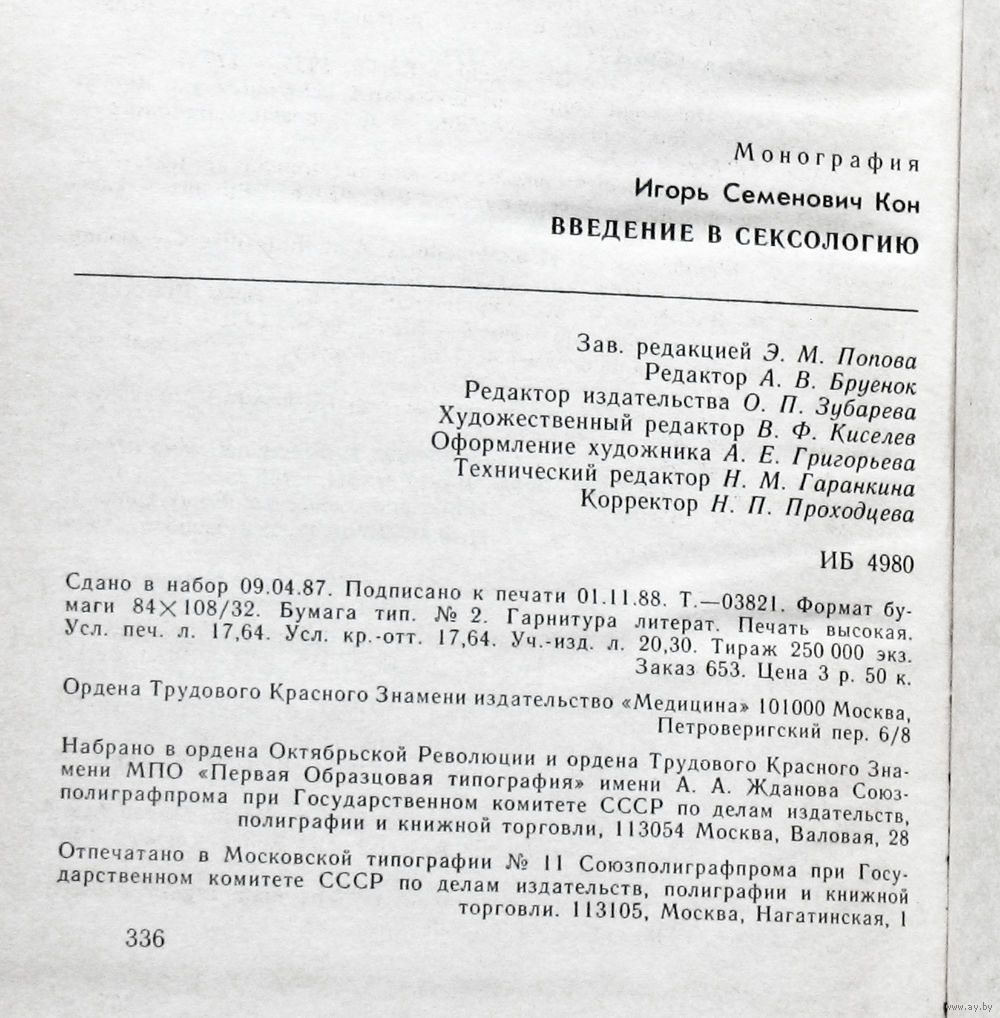 Монография
Игорь Семенович Кон
ВВЕДЕНИЕ В СЕКСОЛОГИЮ
Зав. редакцией Э. М. Попова
Редактор А. В. Бруенок
Редактор издательства О. П. Зубарева
Художественный редактор В. Ф. Киселев
Оформление художника А. Е. Григорьева
Технический редактор Н. М. Гаранкина
Корректор Н. П. Проходцева
ИБ 4980
Сдано в набор 09.04.87. Подписано к печати 01.11.88. Т.—03821. Формат бу-
маги 84×108/32. Бумага тип. № 2. Гарнитура литерат. Печать высокая.
Усл. печ. л. 17,64. Усл. кр.-отт. 17,64. Уч.-изд. л. 20,30. Тираж 250 000 экз.
Заказ 653. Цена 3 р. 50 к.
Ордена Трудового Красного Знамени издательство «Медицина» 101000 Москва,
Петроверигский пер. 6/8
Набрано в ордена Октябрьской Революции и ордена Трудового Красного Зна-
мени МПО «Первая Образцовая типография» имени А. А. Жданова Союз-
полиграфпрома при Государственном комитете СССР по делам издательств,
полиграфии и книжной торговли, 113054 Москва, Валовая, 28
Отпечатано в Московской типографии № 11 Союзполиграфпрома при Госу-
дарственном комитете СССР по делам издательств, полиграфии и книжной
торговли. 113105, Москва, Нагатинская, 1
336
www.ay.by